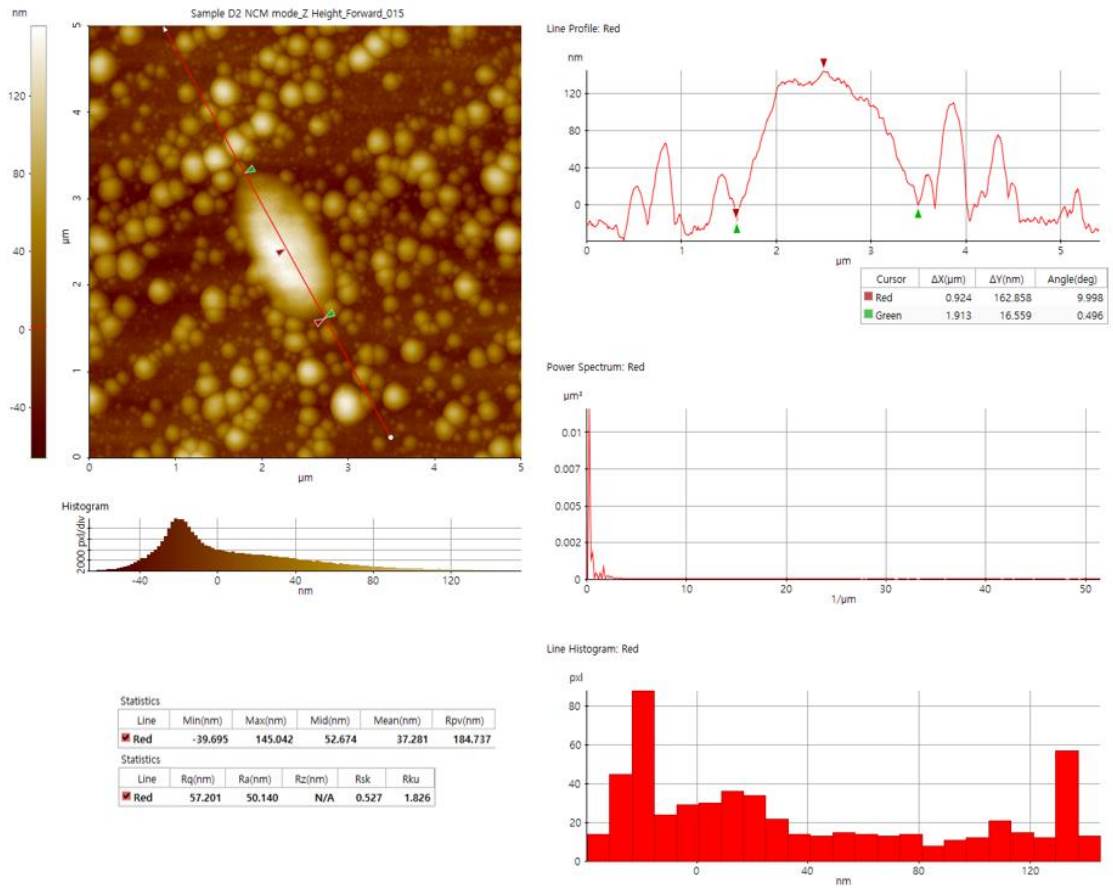 nm
Sample D2 NCM mode_Z Height_Forward_015
120
80
40
0
-40
5
4
3
2
1
0
µm
0 1 2 3 4 5
µm
Histogram
2000 pxl/div
-40 0 40 80 120
nm
Statistics
Line Min(nm) Max(nm) Mid(nm) Mean(nm) Rpv(nm)
Red -39.695 145.042 52.674 37.281 184.737
Statistics
Line Rq(nm) Ra(nm) Rz(nm) Rsk Rku
Red 57.201 50.140 N/A 0.527 1.826
Line Profile: Red
nm
120
80
40
0
0 1 2 3 4 5
µm
Cursor ΔX(µm) ΔY(nm) Angle(deg)
Red 0.924 162.858 9.998
Green 1.913 16.559 0.496
Power Spectrum: Red
µm³
0.01
0.007
0.005
0.002
0
0 10 20 30 40 50
1/µm
Line Histogram: Red
pxl
80
60
40
20
0
0 40 80 120
nm